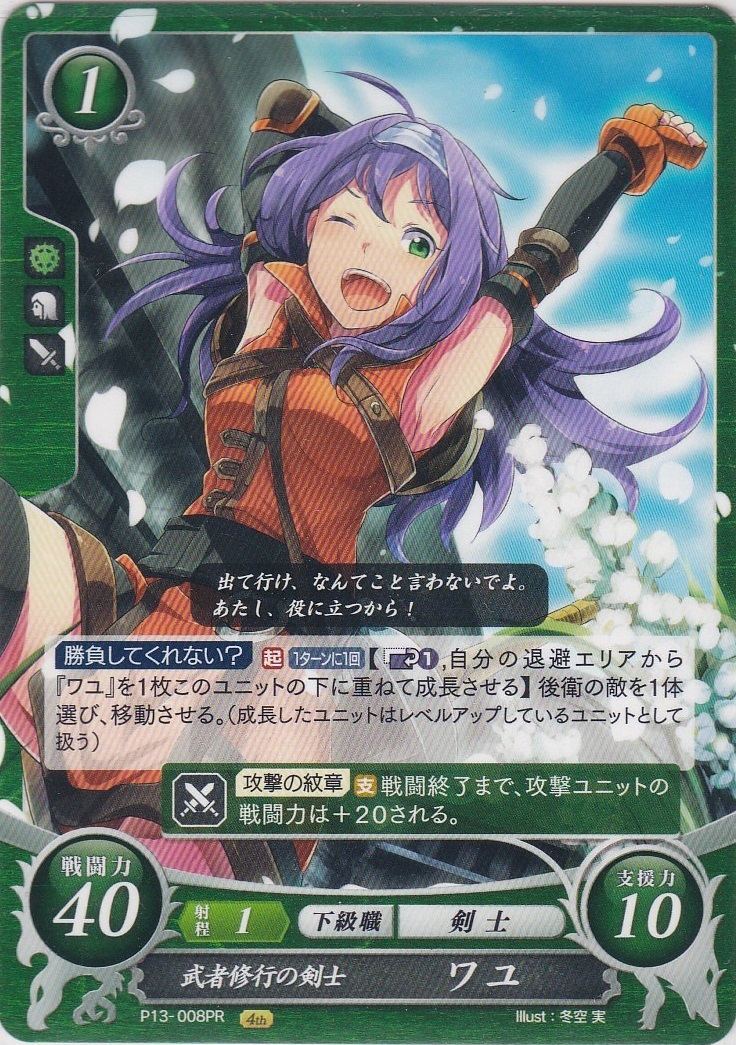 1
出て行け、なんてこと言わないでよ。
あたし、役に立つから!
勝負してくれない? 起 1ターンに1回【1,自分の退避エリアから
『ワユ』を1枚このユニットの下に重ねて成長させる】後衛の敵を1体
選び、移動させる。(成長したユニットはレベルアップしているユニットとして
扱う)
攻撃の紋章 支 戦闘終了まで、攻撃ユニットの
戦闘力は+20される。
戦闘力
40
射程 1
下級職
剣士
支援力
10
武者修行の剣士 ワユ
P13-008PR 4th
Illust:冬空 実